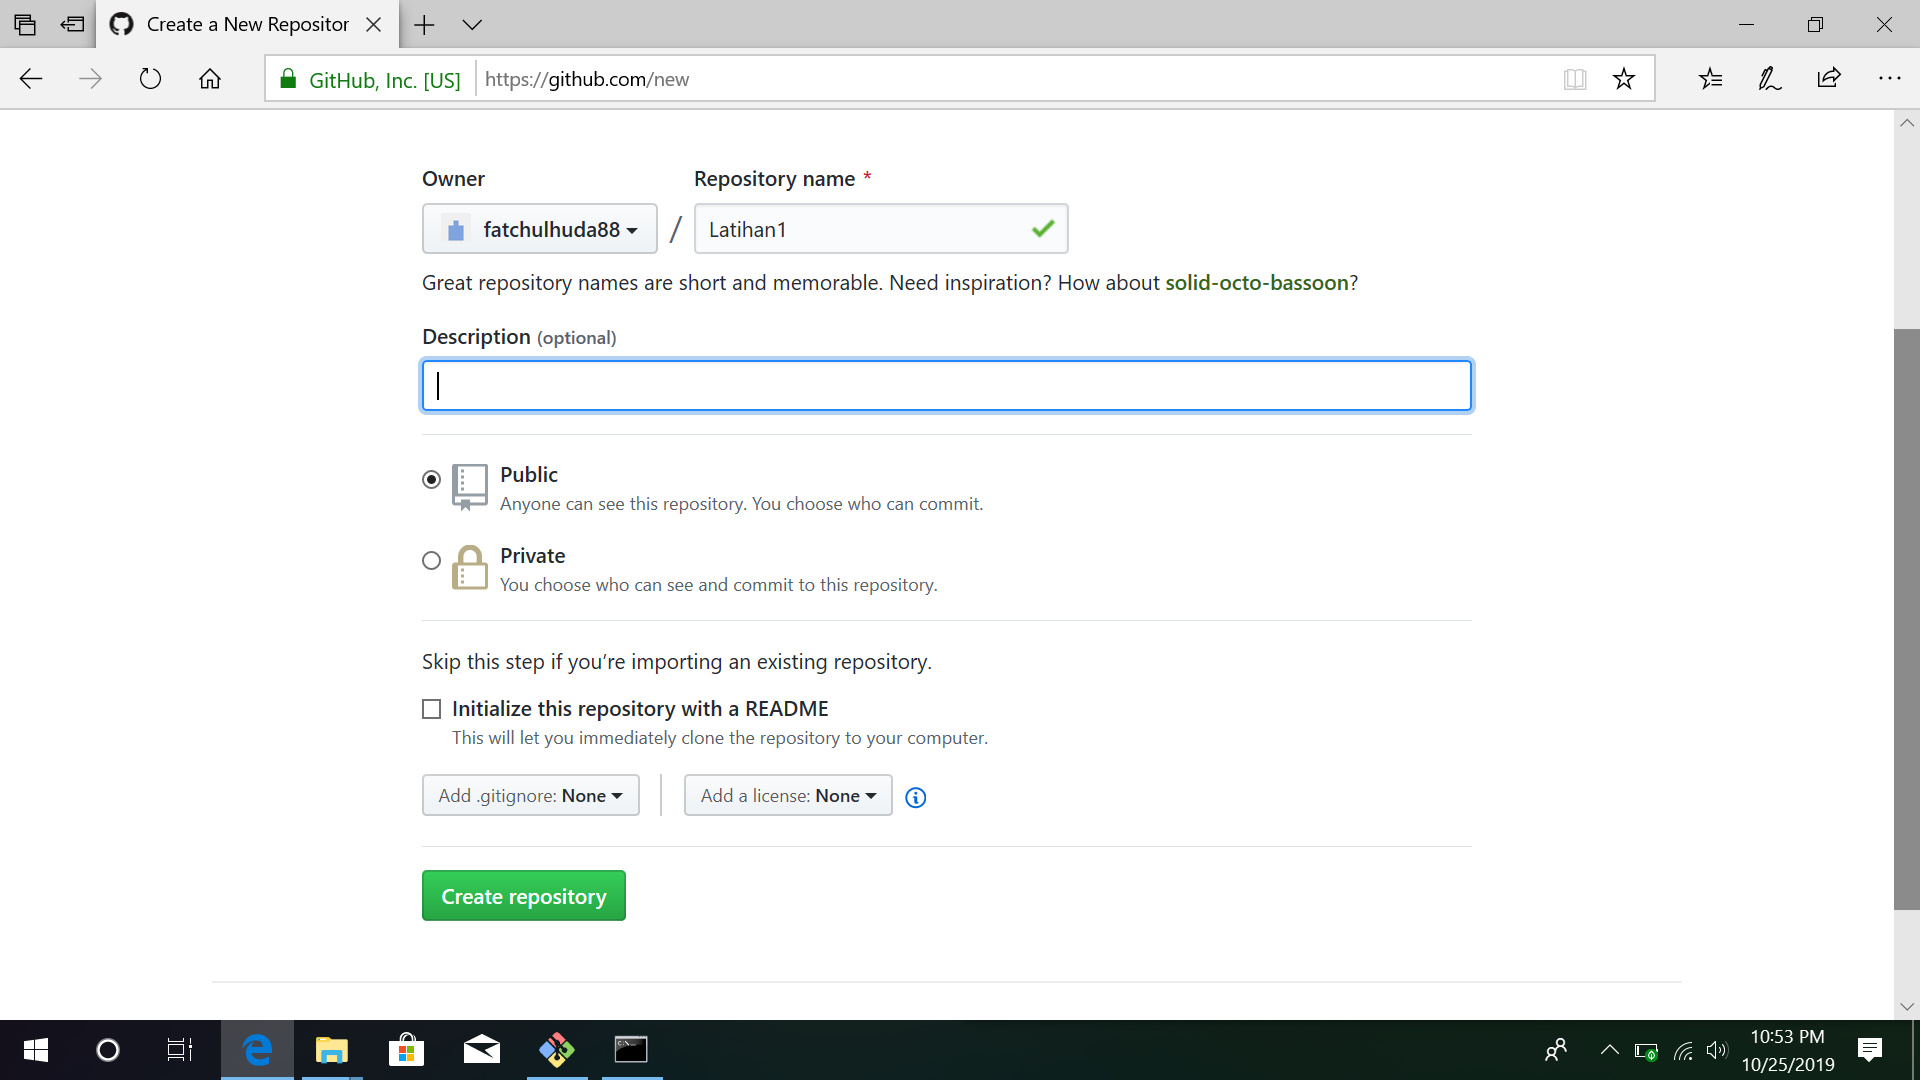 Create a New Repositor
GitHub, Inc. [US] https://github.com/new
Owner Repository name *
fatchulhuda88 / Latihan1
Great repository names are short and memorable. Need inspiration? How about solid-octo-bassoon?
Description (optional)
Public
Anyone can see this repository. You choose who can commit.
Private
You choose who can see and commit to this repository.
Skip this step if you’re importing an existing repository.
Initialize this repository with a README
This will let you immediately clone the repository to your computer.
Add .gitignore: None Add a license: None
Create repository
10:53 PM
10/25/2019